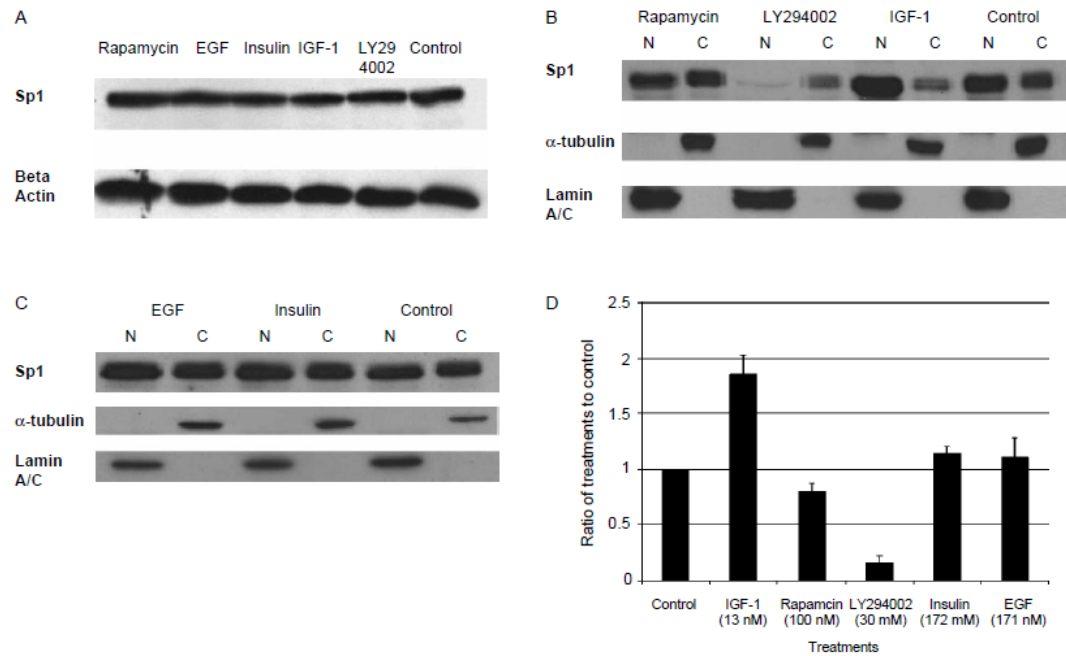 A
Rapamycin EGF Insulin IGF-1 LY29 4002 Control
Sp1
Beta
Actin
B
Rapamycin LY294002 IGF-1 Control
N C N C N C N C
Sp1
α-tubulin
Lamin
A/C
C
EGF Insulin Control
N C N C N C
Sp1
α-tubulin
Lamin
A/C
D
Ratio of treatments to control
2.5
2
1.5
1
0.5
0
Control IGF-1 Rapamcin LY294002 Insulin EGF
(13 nM) (100 nM) (30 mM) (172 mM) (171 nM)
Treatments